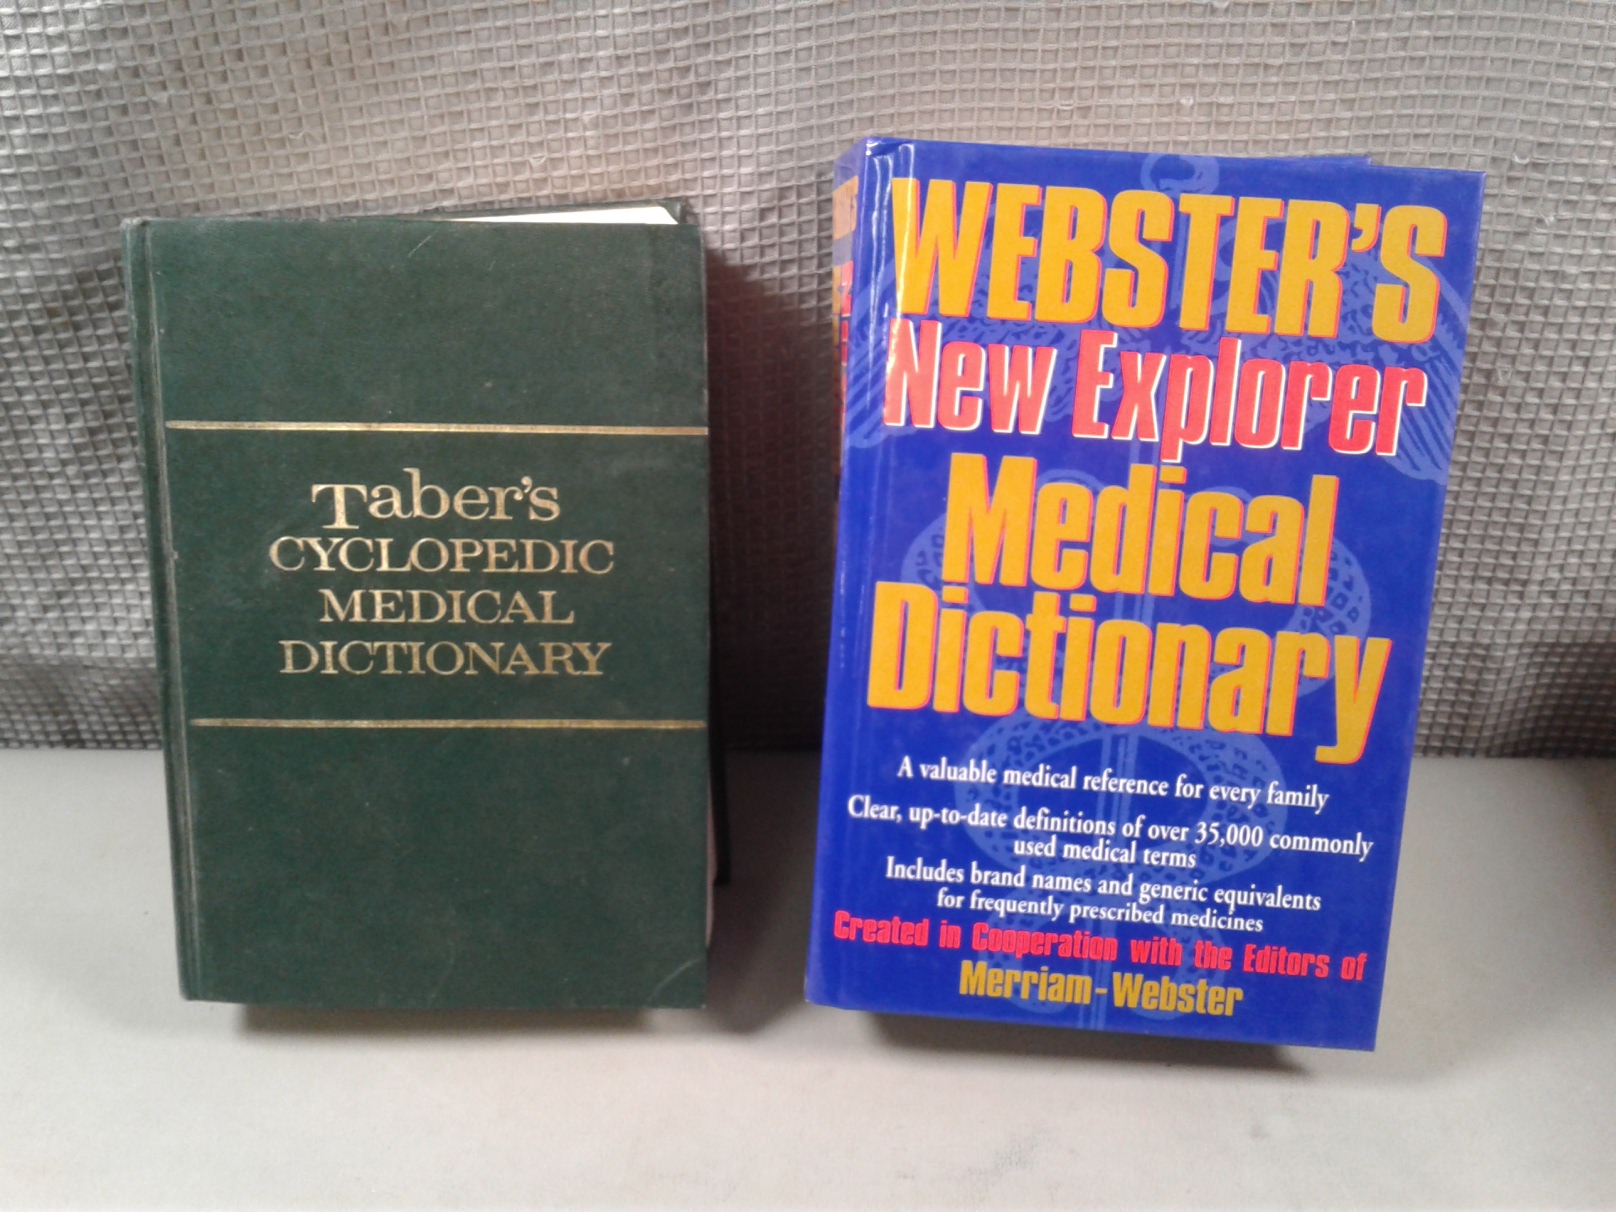 Taber's
CYCLOPEDIC
MEDICAL
DICTIONARY
WEBSTER'S
New Explorer
Medical
Dictionary
A valuable medical reference for every family
Clear, up-to-date definitions of over 35,000 commonly
used medical terms
Includes brand names and generic equivalents
for frequently prescribed medicines
Created in Cooperation with the Editors of
Merriam-Webster